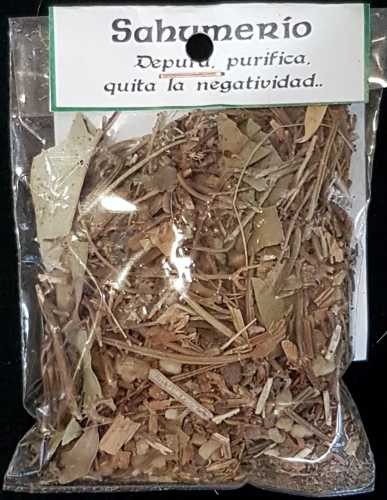 Sahumerio
Depura, purifica,
quita la negatividad..